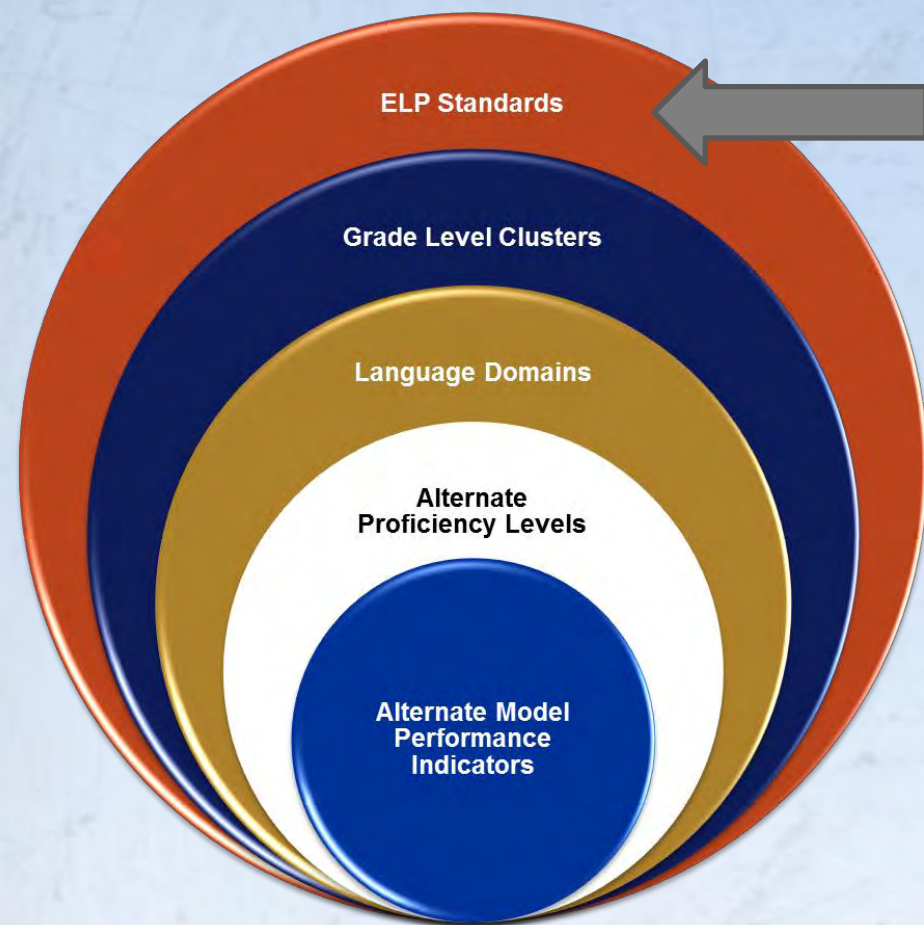 ELP Standards
Grade Level Clusters
Language Domains
Alternate
Proficiency Levels
Alternate Model
Performance
Indicators